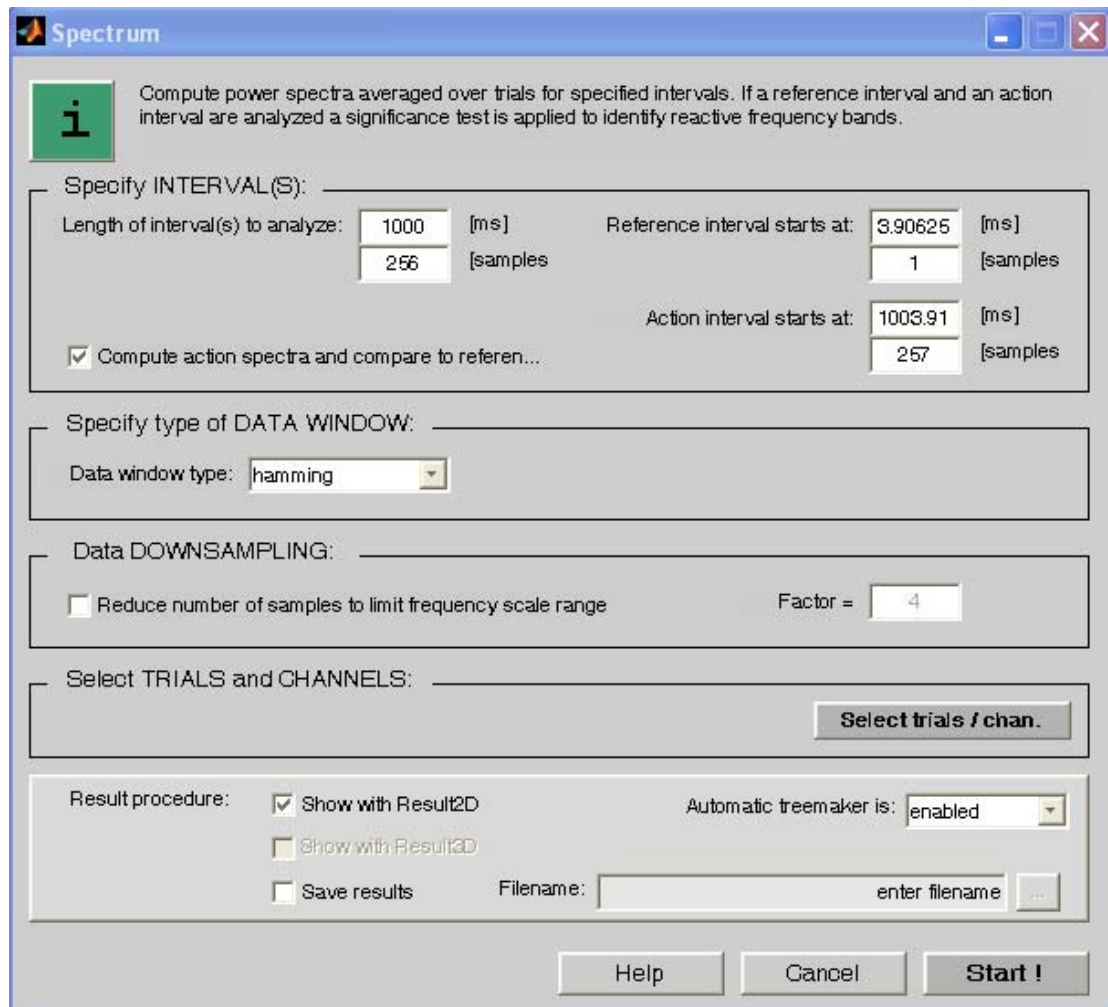 Spectrum
i
Compute power spectra averaged over trials for specified intervals. If a reference interval and an action
interval are analyzed a significance test is applied to identify reactive frequency bands.
Specify INTERVAL(S):
Length of interval(s) to analyze: 1000 [ms] Reference interval starts at: 3.90625 [ms]
256 [samples 1 [samples
Action interval starts at: 1003.91 [ms]
Compute action spectra and compare to referen... 257 [samples
Specify type of DATA WINDOW:
Data window type: hamming
Data DOWNSAMPLING:
Reduce number of samples to limit frequency scale range Factor = 4
Select TRIALS and CHANNELS:
Select trials / chan.
Result procedure: Show with Result2D Automatic treemaker is: enabled
Show with Result3D
Save results Filename: enter filename ...
Help Cancel Start !